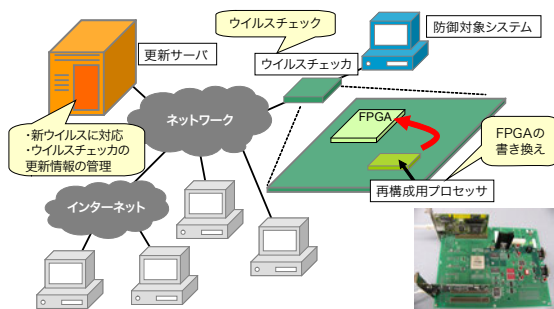 ウイルスチェック
更新サーバ
ウイルスチェッカ
防御対象システム
ネットワーク
FPGA
・新ウイルスに対応
・ウイルスチェッカの
更新情報の管理
FPGAの
書き換え
再構成用プロセッサ
インターネット